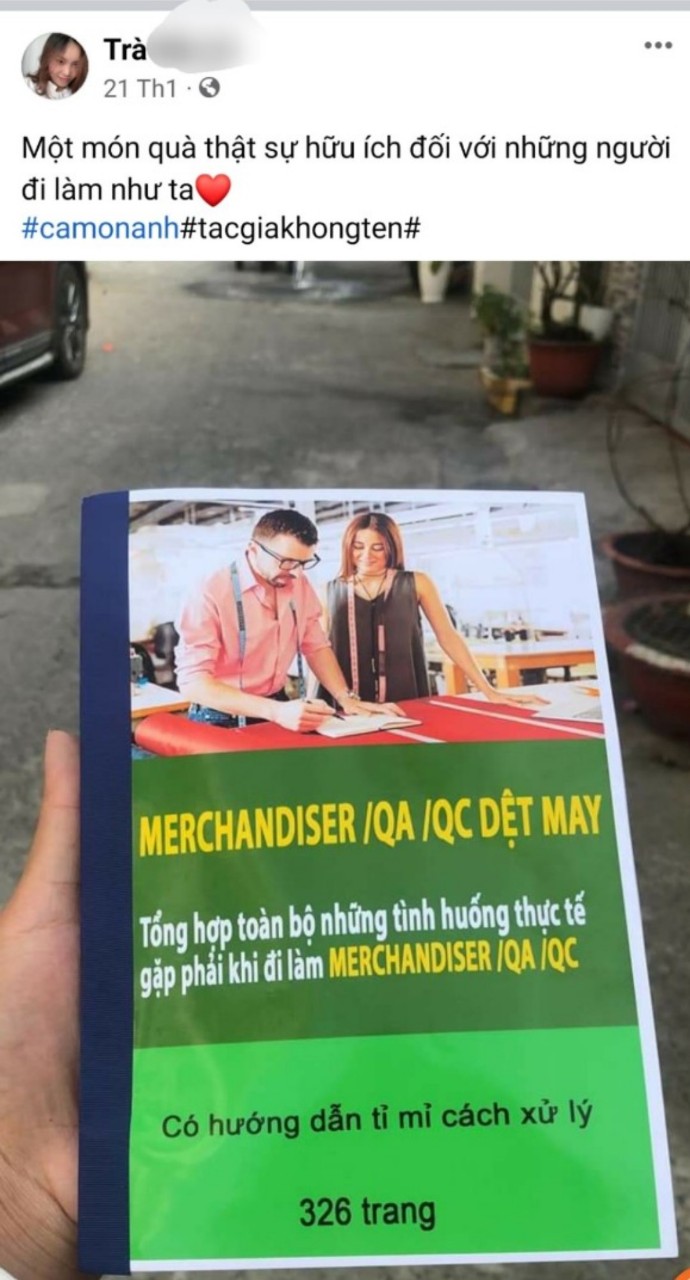 Trà
21 Th1 ·
Một món quà thật sự hữu ích đối với những người
đi làm như ta❤️
#camonanh#tacgiakhongten#
MERCHANDISER /QA /QC DỆT MAY
Tổng hợp toàn bộ những tình huống thực tế
gặp phải khi đi làm MERCHANDISER /QA /QC
Có hướng dẫn tỉ mỉ cách xử lý
326 trang